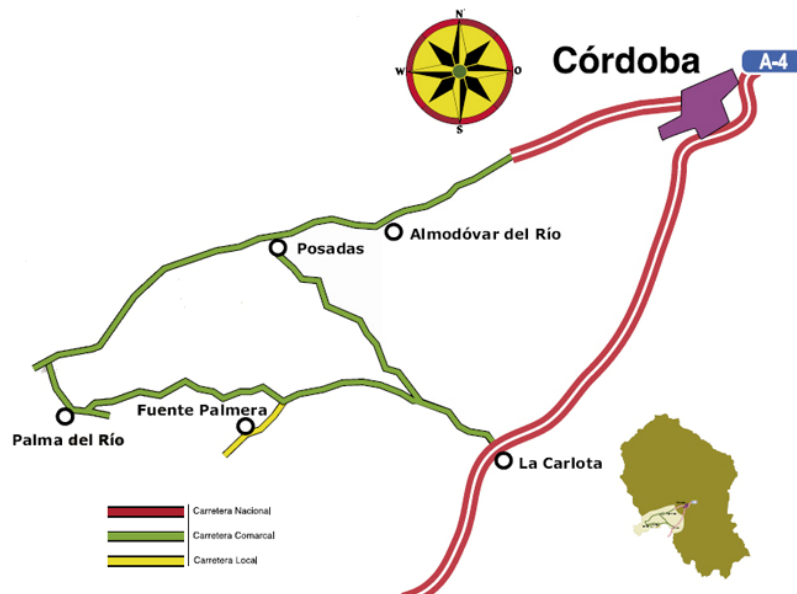 N
W
O
S
Córdoba
A-4
Almodóvar del Río
Posadas
Fuente Palmera
Palma del Río
La Carlota
Carretera Nacional
Carretera Comarcal
Carretera Local